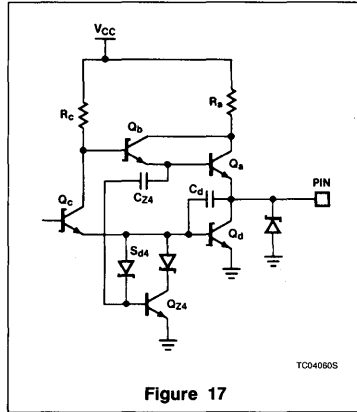 VCC
Rc
Ra
Qb
Qa
CZ4
Cd
PIN
Qc
Sd4
Qd
QZ4
TC04060S
Figure 17